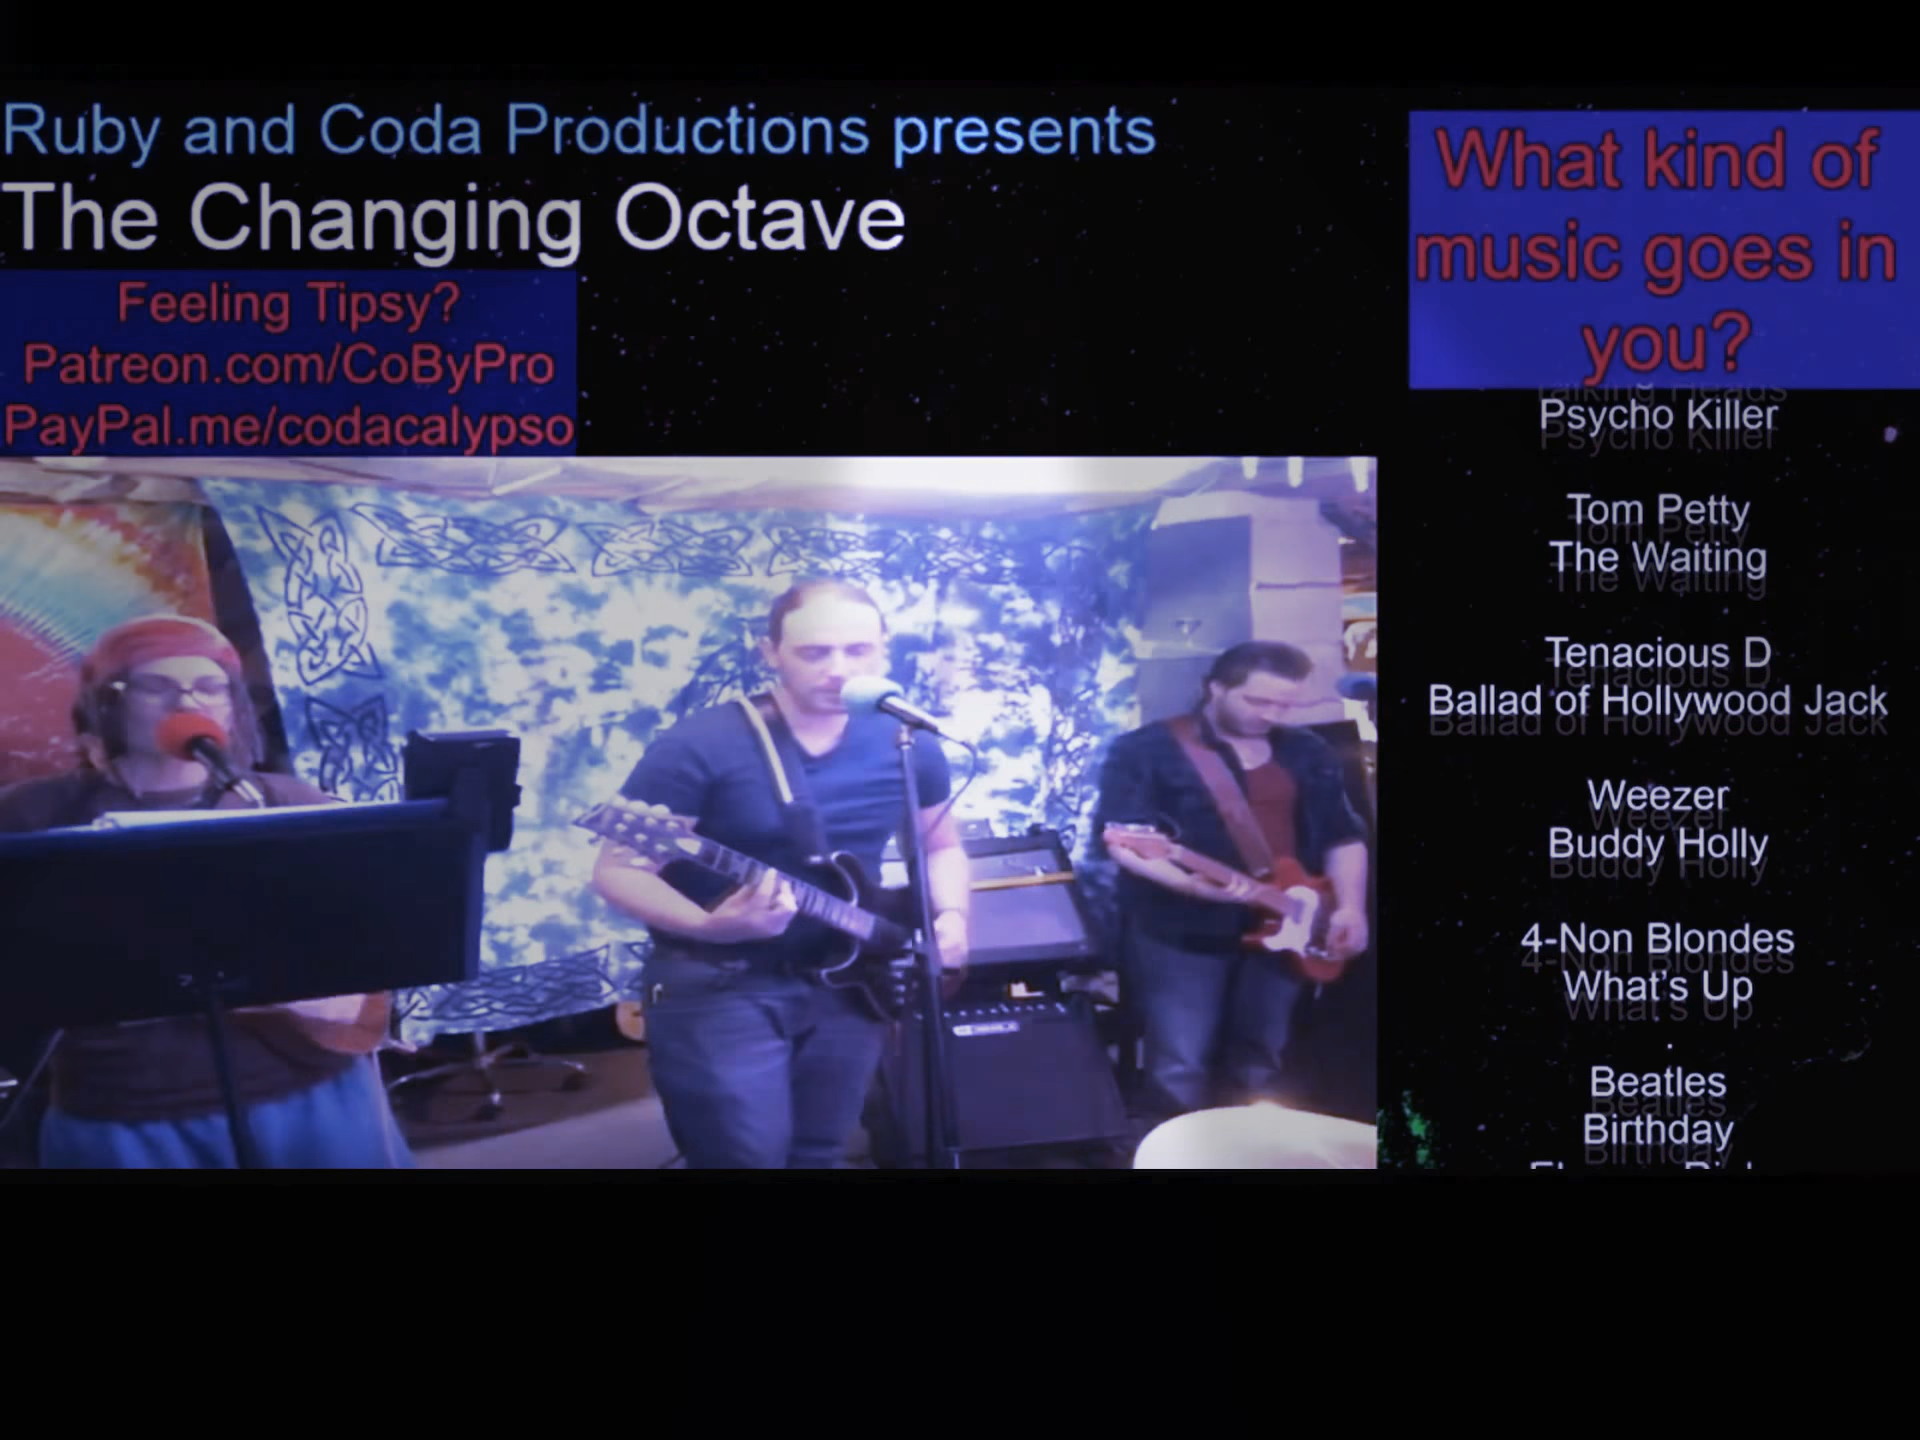 Ruby and Coda Productions presents
The Changing Octave
Feeling Tipsy?
Patreon.com/CoByPro
PayPal.me/codacalypso
What kind of
music goes in
you?
Talking Heads
Psycho Killer
Tom Petty
The Waiting
Tenacious D
Ballad of Hollywood Jack
Weezer
Buddy Holly
4-Non Blondes
What's Up
Beatles
Birthday